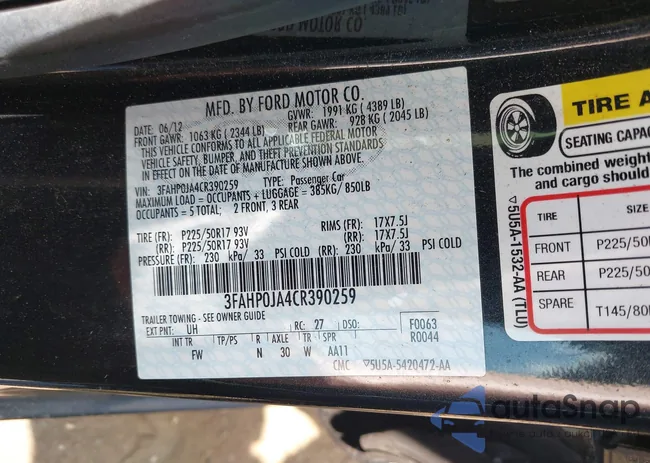 MFD. BY FORD MOTOR CO.
DATE: 06/12 GVWR: 1991 KG ( 4389 LB)
FRONT GAWR: 1063 KG ( 2344 LB) REAR GAWR: 928 KG ( 2045 LB)
THIS VEHICLE CONFORMS TO ALL APPLICABLE FEDERAL MOTOR
VEHICLE SAFETY, BUMPER, AND THEFT PREVENTION STANDARDS
IN EFFECT ON THE DATE OF MANUFACTURE SHOWN ABOVE.
VIN: 3FAHP0JA4CR390259 TYPE: Passenger Car
MAXIMUM LOAD = OCCUPANTS + LUGGAGE = 385KG/850LB
OCCUPANTS = 5 TOTAL; 2 FRONT, 3 REAR
TIRE (FR): P225/50R17 93V RIMS (FR): 17X7.5J
(RR): P225/50R17 93V (RR): 17X7.5J
PRESSURE (FR): 230 kPa/ 33 PSI COLD (RR): 230 kPa/ 33 PSI COLD
3FAHP0JA4CR390259
TRAILER TOWING - SEE OWNER GUIDE
EXT PNT: UH RC: 27 DSO: F0063
INT TR TP/PS R AXLE TR SPR R0044
FW N 30 W AA11
CMC ▽5U5A-5420472-AA
TIRE A
SEATING CAPAC
The combined weight
and cargo should
TIRE SIZE
FRONT P225/50
REAR P225/50
SPARE T145/80
▽5U5A-1532-AA (TLU)
MOTOR CO
autoSnap